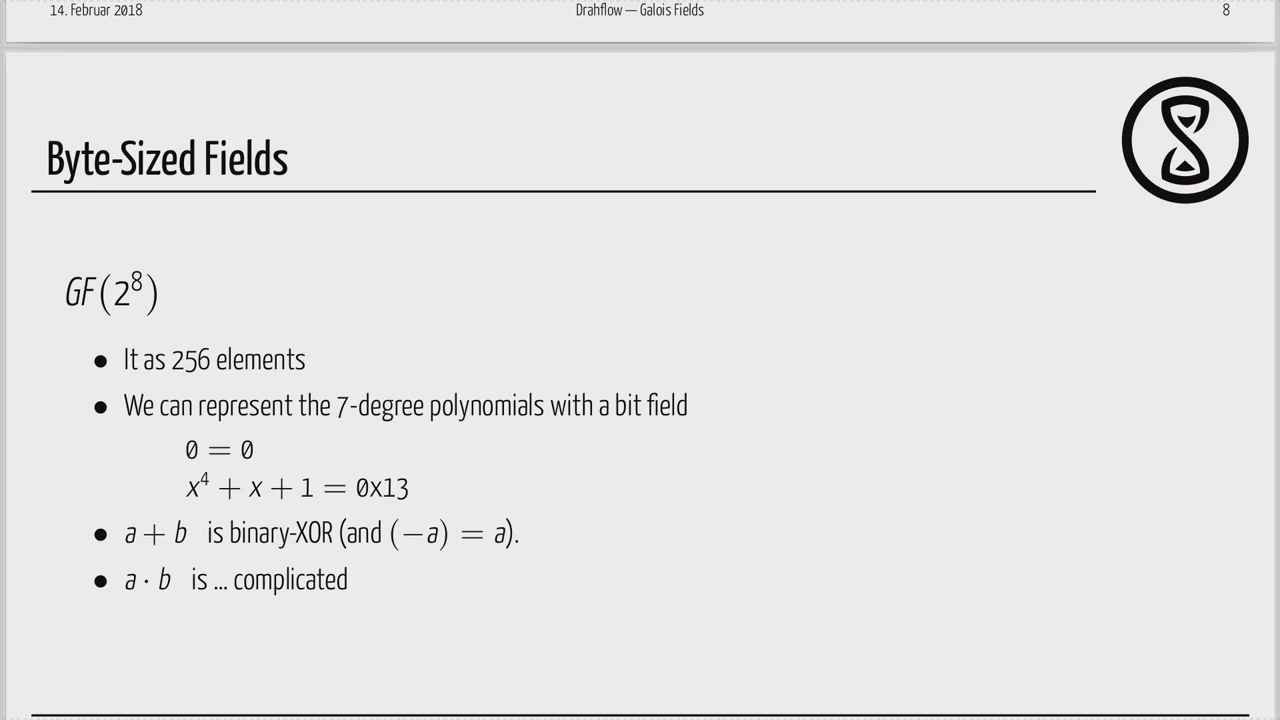 14. Februar 2018 Drahflow — Galois Fields 8
Byte-Sized Fields
GF(2⁸)
● It as 256 elements
● We can represent the 7-degree polynomials with a bit field
0 = 0
x⁴ + x + 1 = 0x13
● a + b is binary-XOR (and (−a) = a).
● a · b is ... complicated